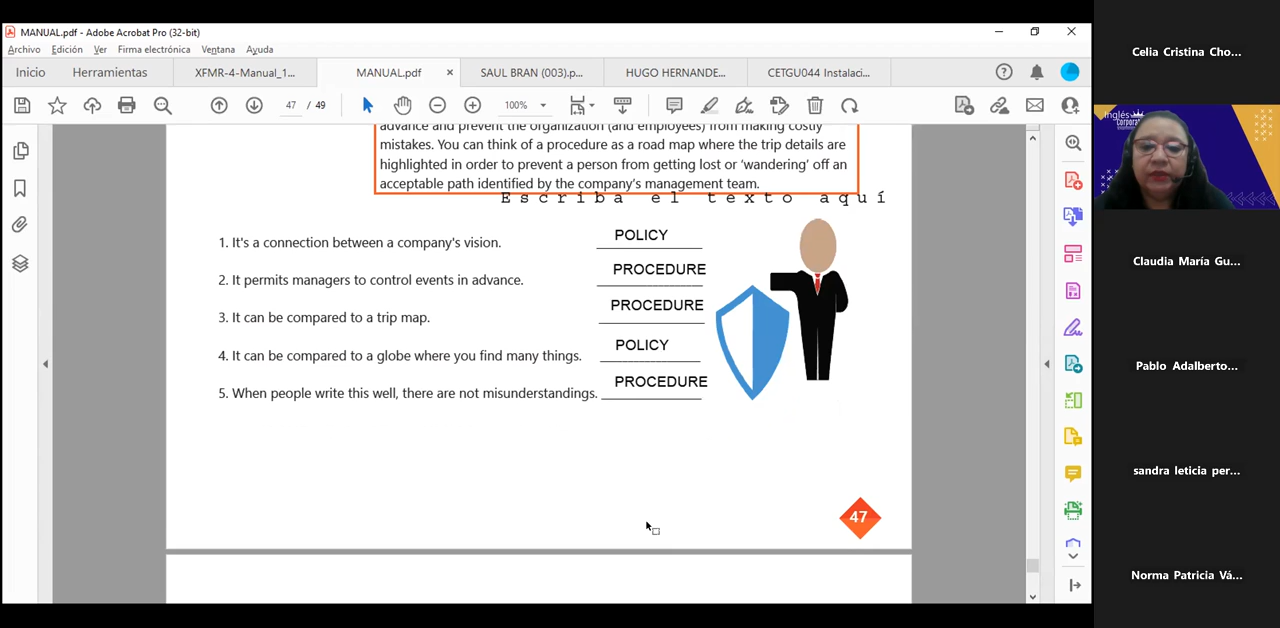 MANUAL.pdf - Adobe Acrobat Pro (32-bit)
Archivo Edición Ver Firma electrónica Ventana Ayuda
Inicio Herramientas XFMR-4-Manual_1... MANUAL.pdf × SAUL BRAN (003).p... HUGO HERNANDE... CETGU044 Instalaci...
47 / 49 100%
advance and prevent the organization (and employees) from making costly
mistakes. You can think of a procedure as a road map where the trip details are
highlighted in order to prevent a person from getting lost or ‘wandering’ off an
acceptable path identified by the company's management team.
Escriba el texto aquí
1. It's a connection between a company's vision. POLICY
2. It permits managers to control events in advance. PROCEDURE
3. It can be compared to a trip map. PROCEDURE
4. It can be compared to a globe where you find many things. POLICY
5. When people write this well, there are not misunderstandings. PROCEDURE
47
Celia Cristina Cho...
Inglés
Corporat
Claudia María Gu...
Pablo Adalberto...
sandra leticia per...
Norma Patricia Vá...